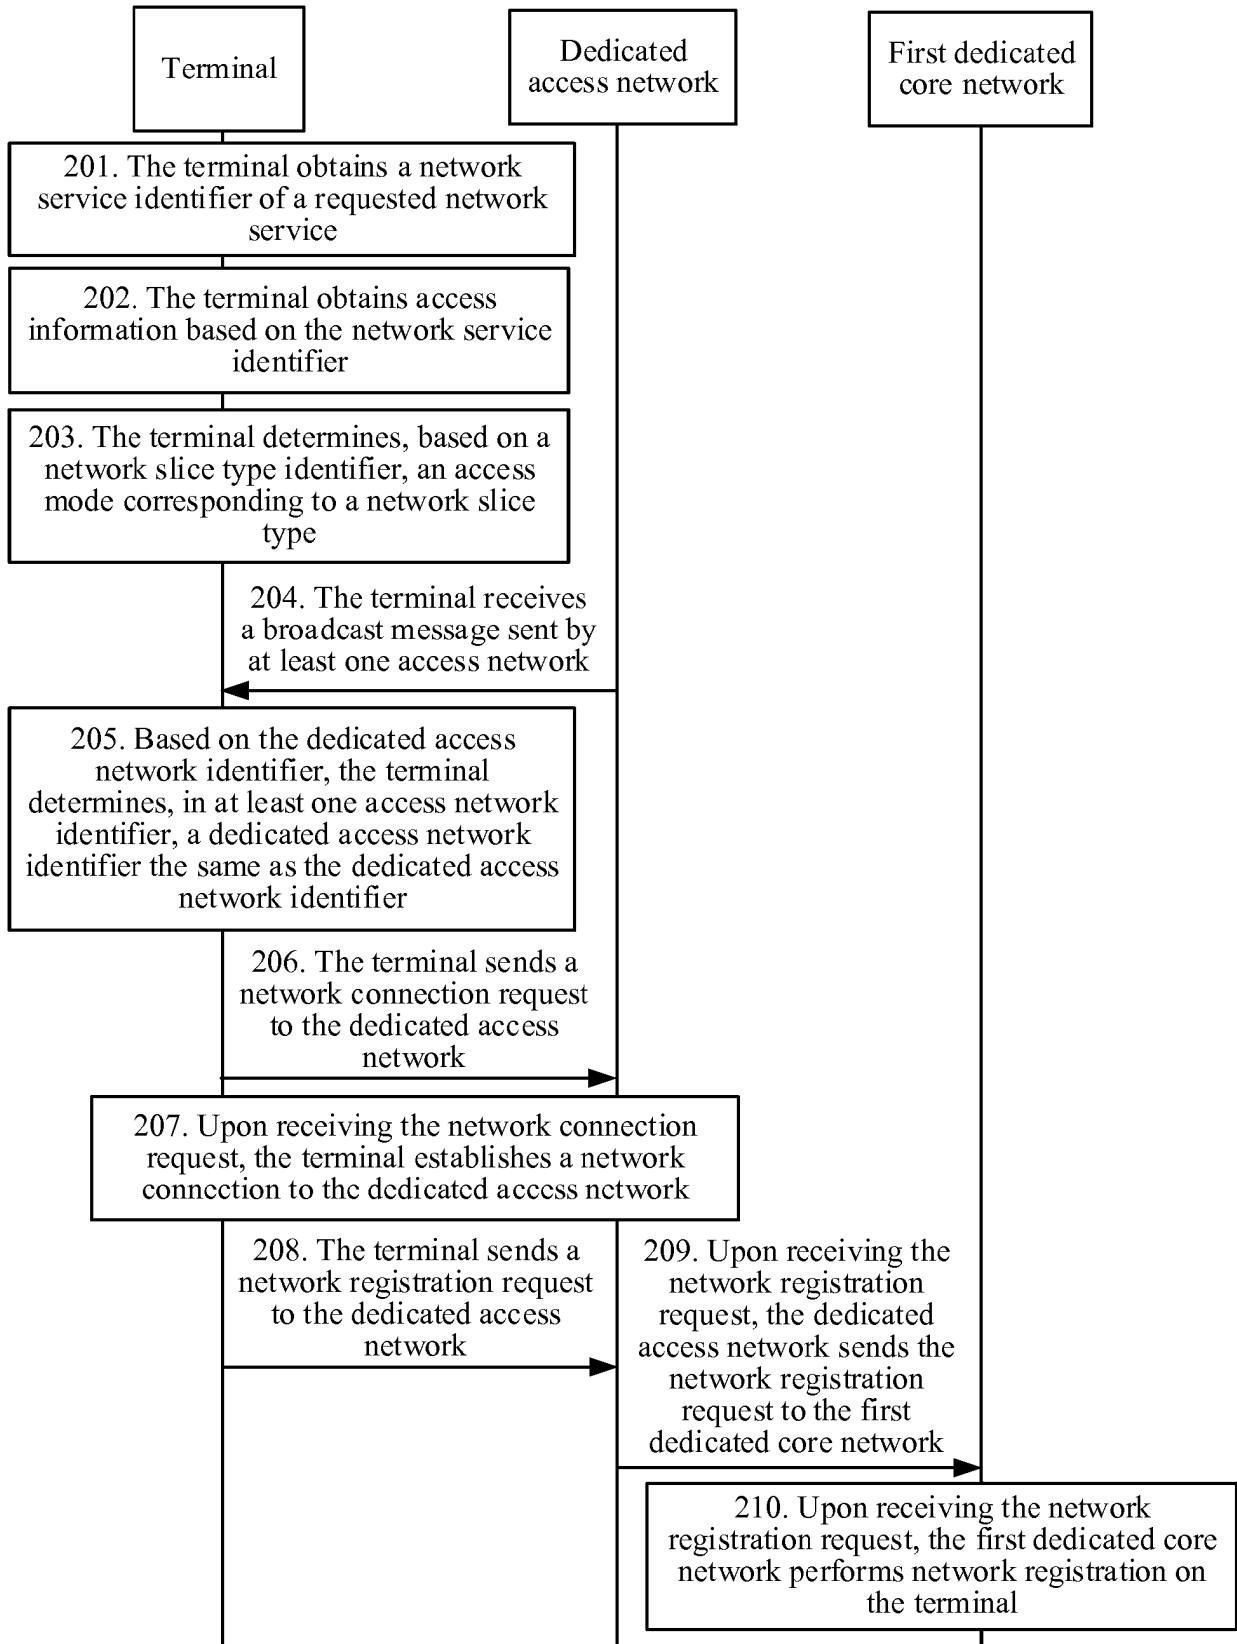 Terminal
Dedicated
access network
First dedicated
core network
201. The terminal obtains a network
service identifier of a requested network
service
202. The terminal obtains access
information based on the network service
identifier
203. The terminal determines, based on a
network slice type identifier, an access
mode corresponding to a network slice
type
204. The terminal receives
a broadcast message sent by
at least one access network
205. Based on the dedicated access
network identifier, the terminal
determines, in at least one access network
identifier, a dedicated access network
identifier the same as the dedicated access
network identifier
206. The terminal sends a
network connection request
to the dedicated access
network
207. Upon receiving the network connection
request, the terminal establishes a network
connection to the dedicated access network
208. The terminal sends a
network registration request
to the dedicated access
network
209. Upon receiving the
network registration
request, the dedicated
access network sends the
network registration
request to the first
dedicated core network
210. Upon receiving the network
registration request, the first dedicated core
network performs network registration on
the terminal